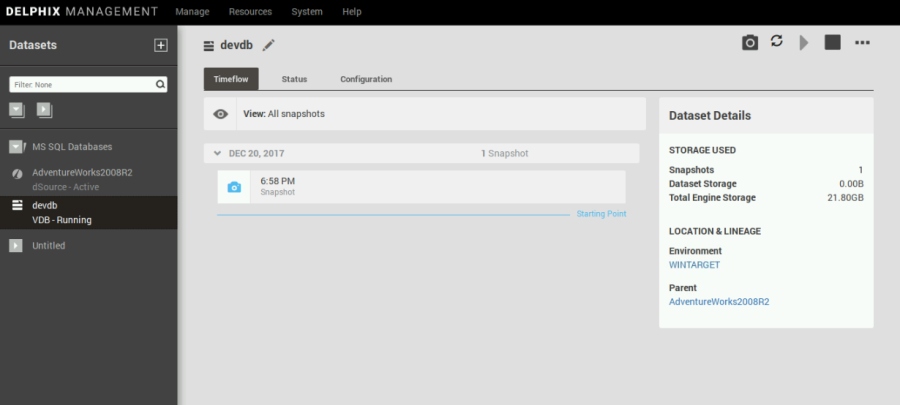 DELPHIX MANAGEMENT Manage Resources System Help
Datasets
Filter: None
MS SQL Databases
AdventureWorks2008R2
dSource - Active
devdb
VDB - Running
Untitled
devdb
Timeflow Status Configuration
View: All snapshots
DEC 20, 2017 1 Snapshot
6:58 PM
Snapshot
Starting Point
Dataset Details
STORAGE USED
Snapshots 1
Dataset Storage 0.00B
Total Engine Storage 21.80GB
LOCATION & LINEAGE
Environment
WINTARGET
Parent
AdventureWorks2008R2